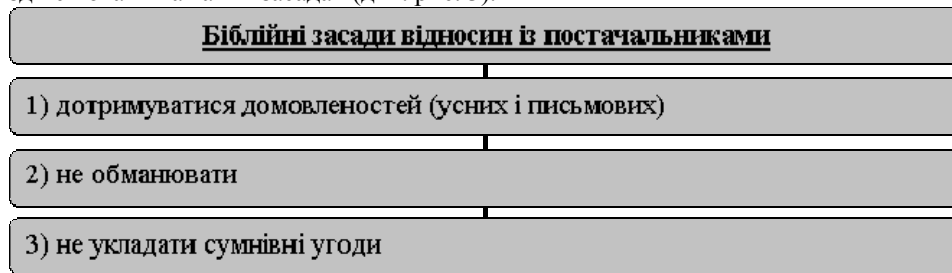 Біблійні засади відносин із постачальниками
1) дотримуватися домовленостей (усних і письмових)
2) не обманювати
3) не укладати сумнівні угоди